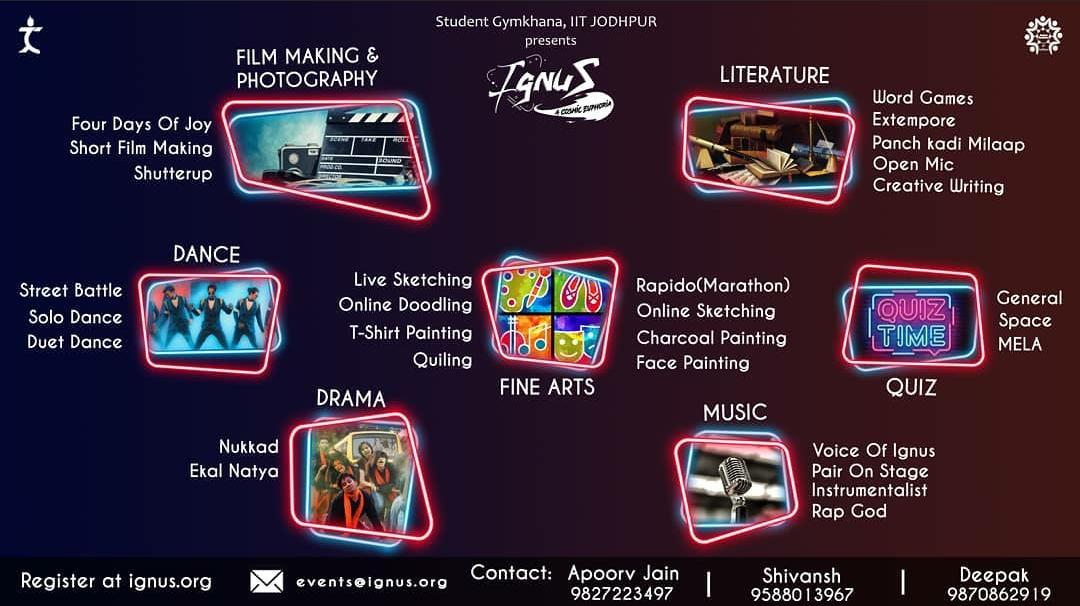 Student Gymkhana, IIT JODHPUR
presents
IGNUS
A COSMIC EUPHORIA
FILM MAKING &
PHOTOGRAPHY
Four Days Of Joy
Short Film Making
Shutterup
SCENE TAKE ROLL
DATE SOUND
PROD.CO.
DIRECTOR
LITERATURE
Word Games
Extempore
Panch kadi Milaap
Open Mic
Creative Writing
DANCE
Street Battle
Solo Dance
Duet Dance
Live Sketching
Online Doodling
T-Shirt Painting
Quiling
Rapido(Marathon)
Online Sketching
Charcoal Painting
Face Painting
FINE ARTS
QUIZ
TIME
General
Space
MELA
QUIZ
DRAMA
Nukkad
Ekal Natya
MUSIC
Voice Of Ignus
Pair On Stage
Instrumentalist
Rap God
Register at ignus.org
events@ignus.org
Contact: Apoorv Jain
9827223497
Shivansh
9588013967
Deepak
9870862919